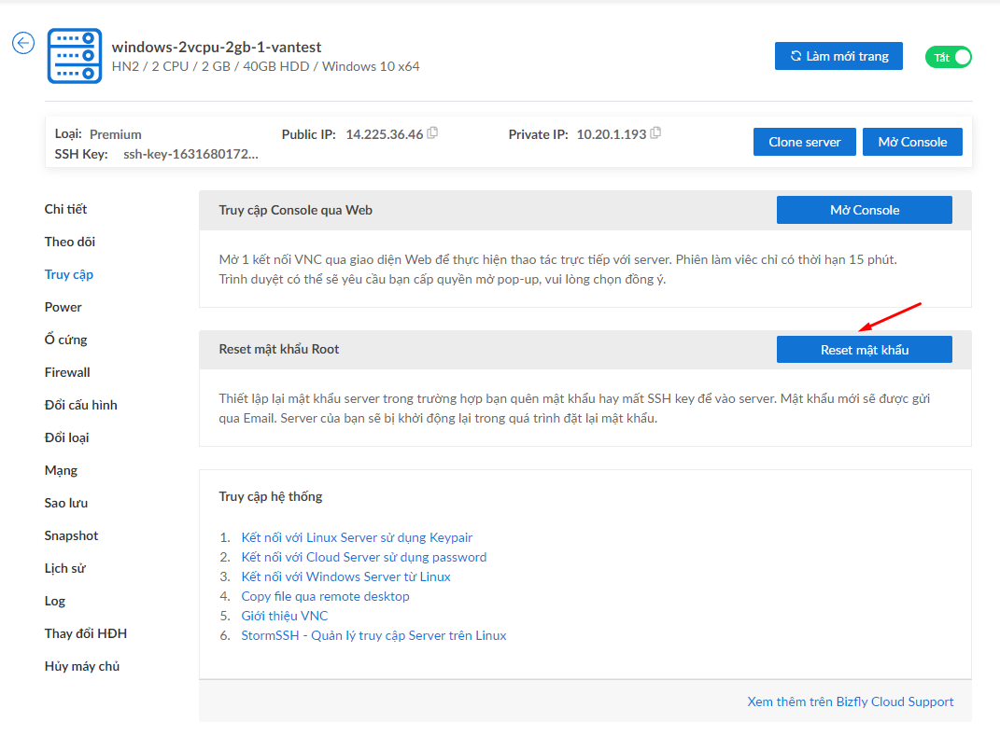 windows-2vcpu-2gb-1-vantest
HN2 / 2 CPU / 2 GB / 40GB HDD / Windows 10 x64
Làm mới trang
Tắt
Loại: Premium
Public IP: 14.225.36.46
Private IP: 10.20.1.193
SSH Key: ssh-key-1631680172...
Clone server
Mở Console
Chi tiết
Theo dõi
Truy cập
Power
Ổ cứng
Firewall
Đổi cấu hình
Đổi loại
Mạng
Sao lưu
Snapshot
Lịch sử
Log
Thay đổi HĐH
Hủy máy chủ
Truy cập Console qua Web
Mở Console
Mở 1 kết nối VNC qua giao diện Web để thực hiện thao tác trực tiếp với server. Phiên làm viêc chỉ có thời hạn 15 phút.
Trình duyệt có thể sẽ yêu cầu bạn cấp quyền mở pop-up, vui lòng chọn đồng ý.
Reset mật khẩu Root
Reset mật khẩu
Thiết lập lại mật khẩu server trong trường hợp bạn quên mật khẩu hay mất SSH key để vào server. Mật khẩu mới sẽ được gửi
qua Email. Server của bạn sẽ bị khởi động lại trong quá trình đặt lại mật khẩu.
Truy cập hệ thống
1. Kết nối với Linux Server sử dụng Keypair
2. Kết nối với Cloud Server sử dụng password
3. Kết nối với Windows Server từ Linux
4. Copy file qua remote desktop
5. Giới thiệu VNC
6. StormSSH - Quản lý truy cập Server trên Linux
Xem thêm trên Bizfly Cloud Support